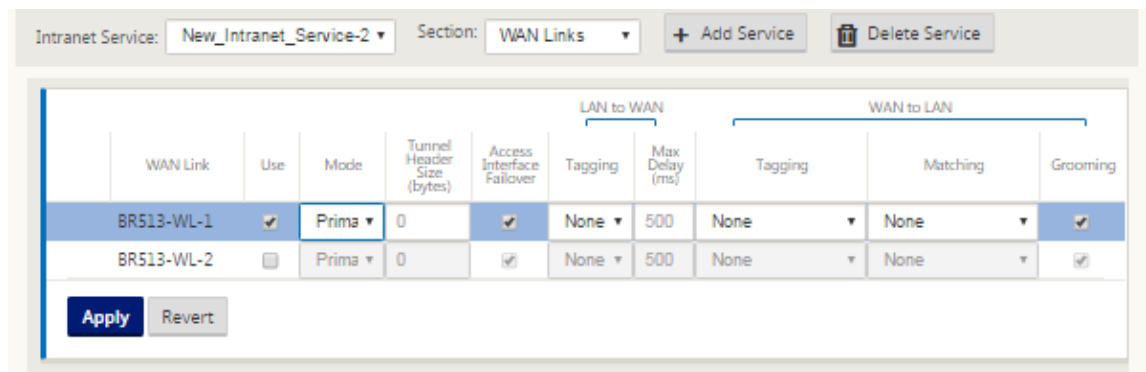 Intranet Service: New_Intranet_Service-2 Section: WAN Links + Add Service Delete Service
LAN to WAN WAN to LAN
WAN Link Use Mode Tunnel Header Size (bytes) Access Interface Failover Tagging Max Delay (ms) Tagging Matching Grooming
BR513-WL-1 Prima 0 None 500 None None
BR513-WL-2 Prima 0 None 500 None None
Apply Revert